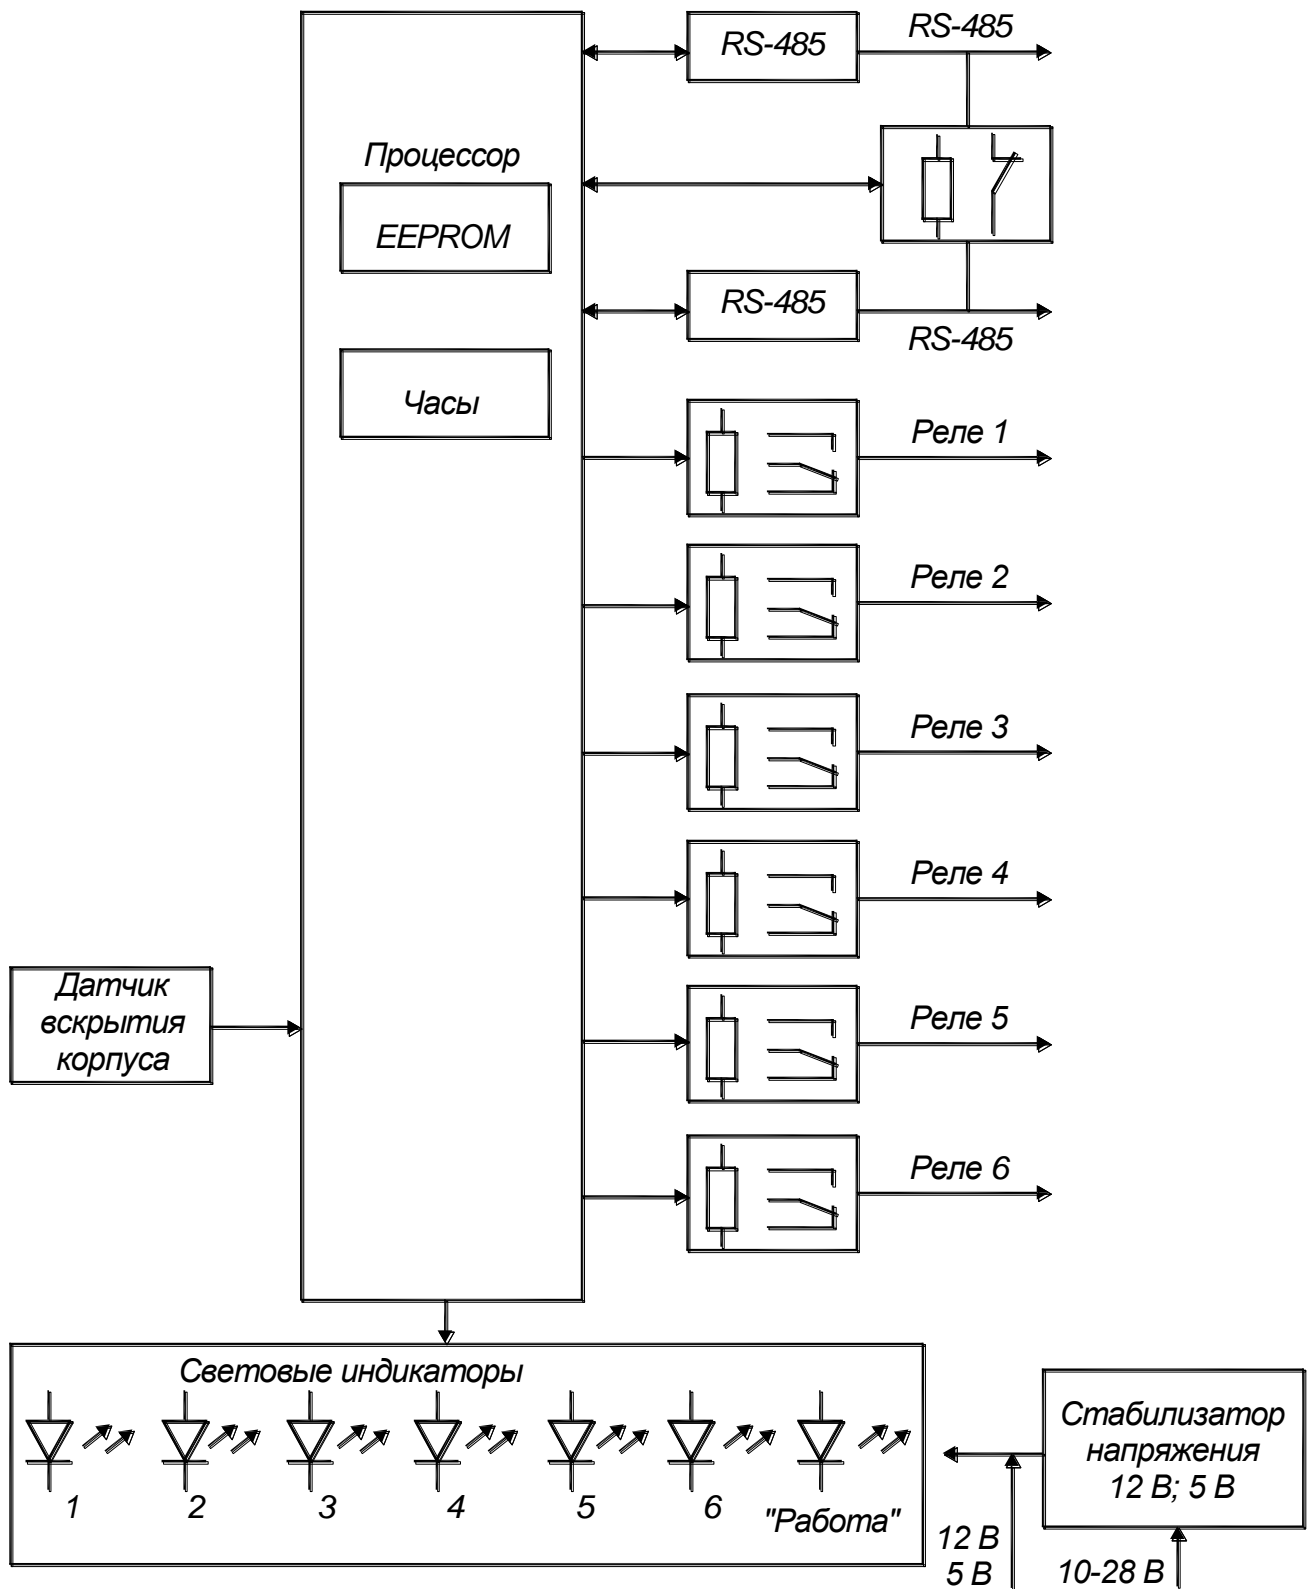 RS-485
RS-485
Процессор
EEPROM
RS-485
RS-485
Часы
Реле 1
Реле 2
Реле 3
Реле 4
Датчик
вскрытия
корпуса
Реле 5
Реле 6
Световые индикаторы
1
2
3
4
5
6
"Работа"
Стабилизатор
напряжения
12 В; 5 В
12 В
5 В
10-28 В